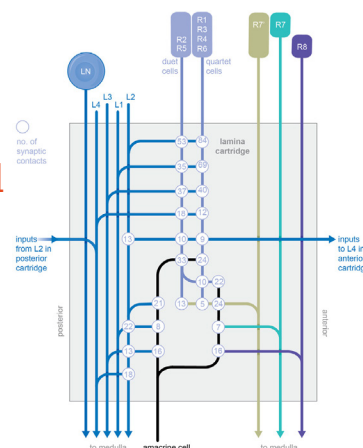 R2
R5
R1
R3
R4
R6
R7'
R7
R8
duet
cells
quartet
cells
LN
L4
L3
L1
L2
no. of
synaptic
contacts
lamina
cartridge
53
84
35
69
37
40
18
12
inputs
from L2 in
posterior
cartridge
13
10
9
inputs
to L4 in
anterior
cartridge
33
24
10
22
21
13
5
24
22
8
7
posterior
anterior
13
16
16
18
to medulla
amacrine cell
to medulla